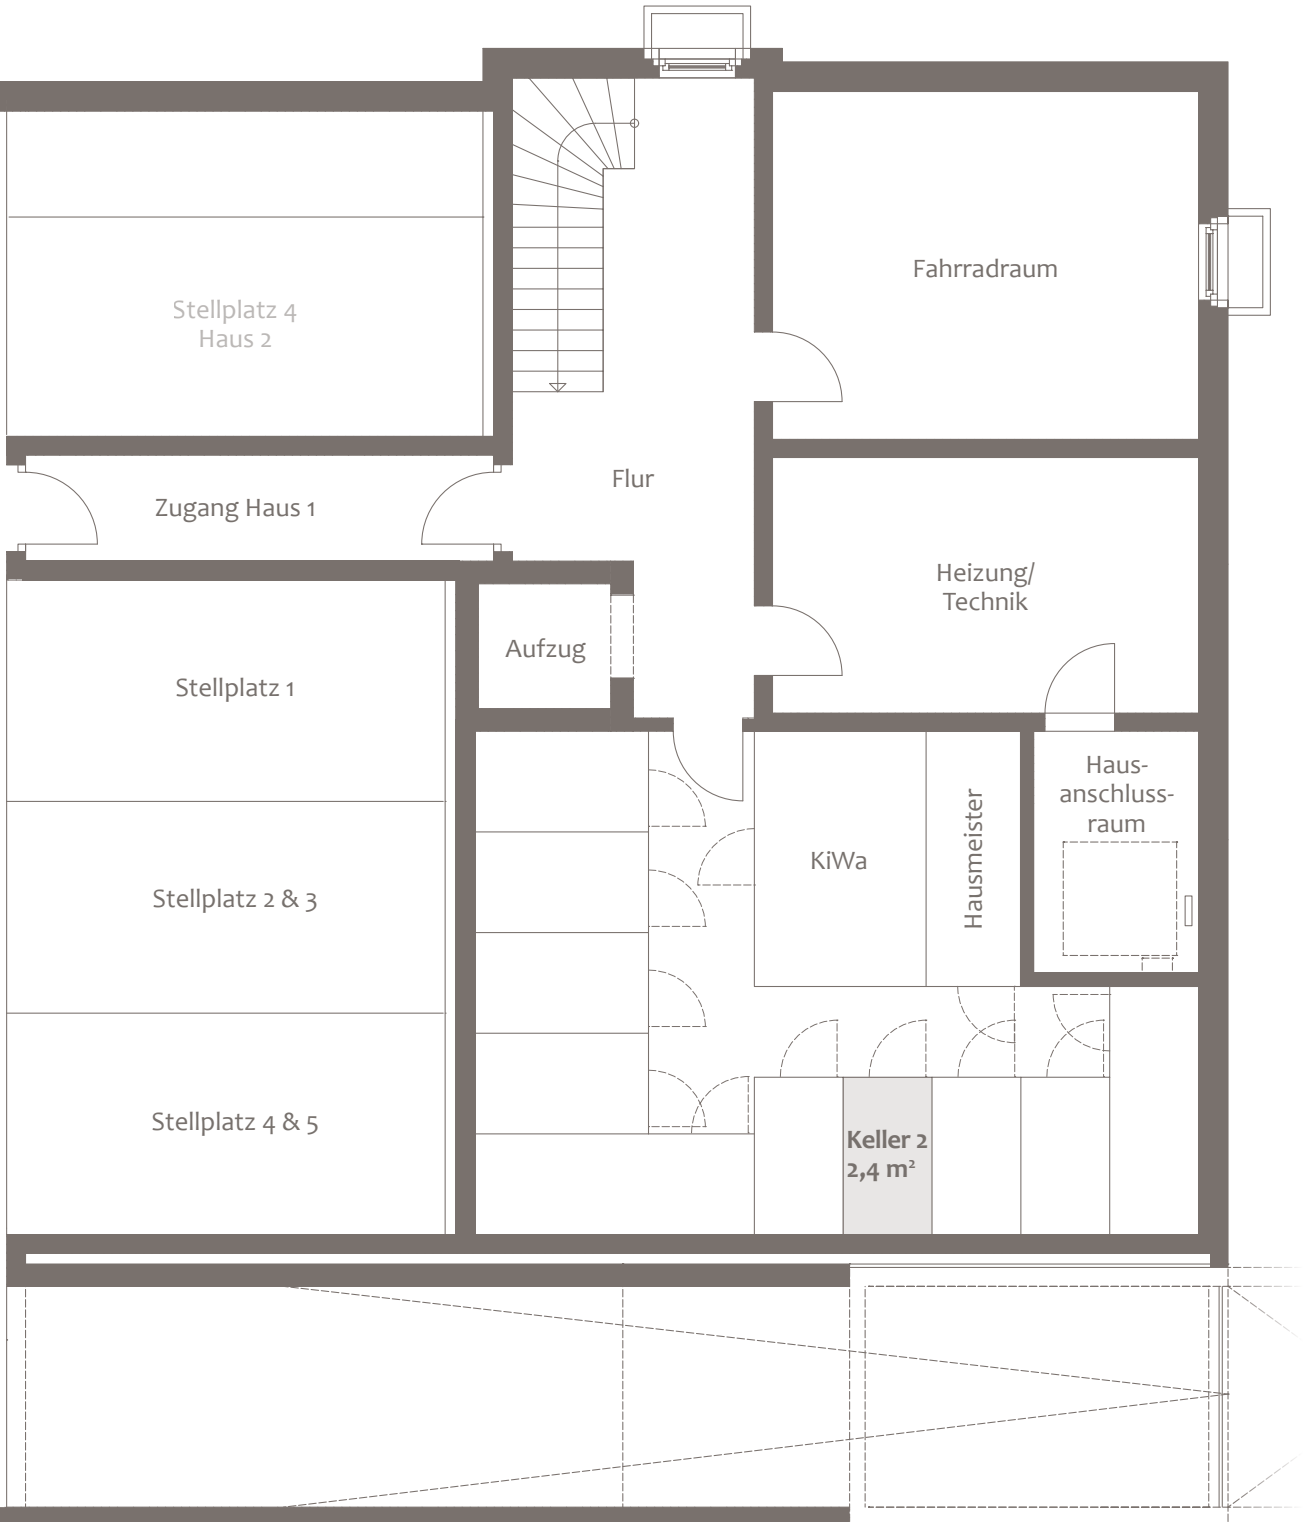 Fahrradraum
Stellplatz 4
Haus 2
Flur
Zugang Haus 1
Heizung/
Technik
Aufzug
Stellplatz 1
Haus-
anschluss-
raum
KiWa
Hausmeister
Stellplatz 2 & 3
Stellplatz 4 & 5
Keller 2
2,4 m²